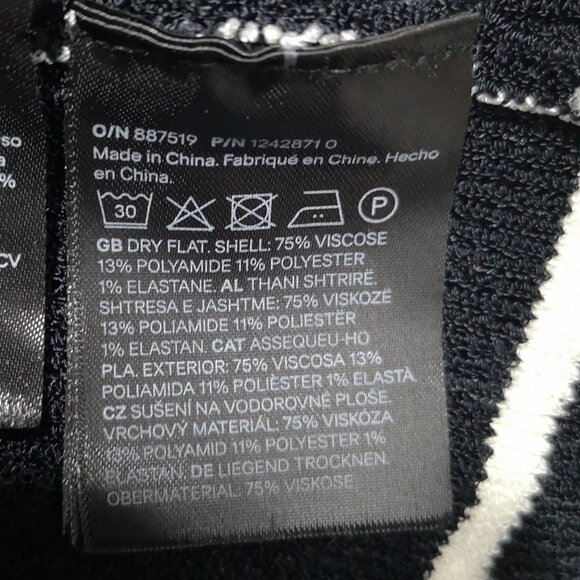 O/N 887519 P/N 1242871 0
Made in China. Fabriqué en Chine. Hecho
en China.
30 P
GB DRY FLAT. SHELL: 75% VISCOSE
13% POLYAMIDE 11% POLYESTER
1% ELASTANE. AL THANI SHTRIRË.
SHTRESA E JASHTME: 75% VISKOZË
13% POLIAMID 11% POLIESTËR
1% ELASTAN. CAT ASSEQUEU-HO
PLA. EXTERIOR: 75% VISCOSA 13%
POLIAMIDA 11% POLIÈSTER 1% ELASTÀ
CZ SUŠENÍ NA VODOROVNÉ PLOŠE.
VRCHOVÝ MATERIÁL: 75% VISKÓZA
13% POLYAMID 11% POLYESTER 1%
ELASTAN. DE LIEGEND TROCKNEN.
OBERMATERIAL: 75% VISKOSE
so
a
%
CV